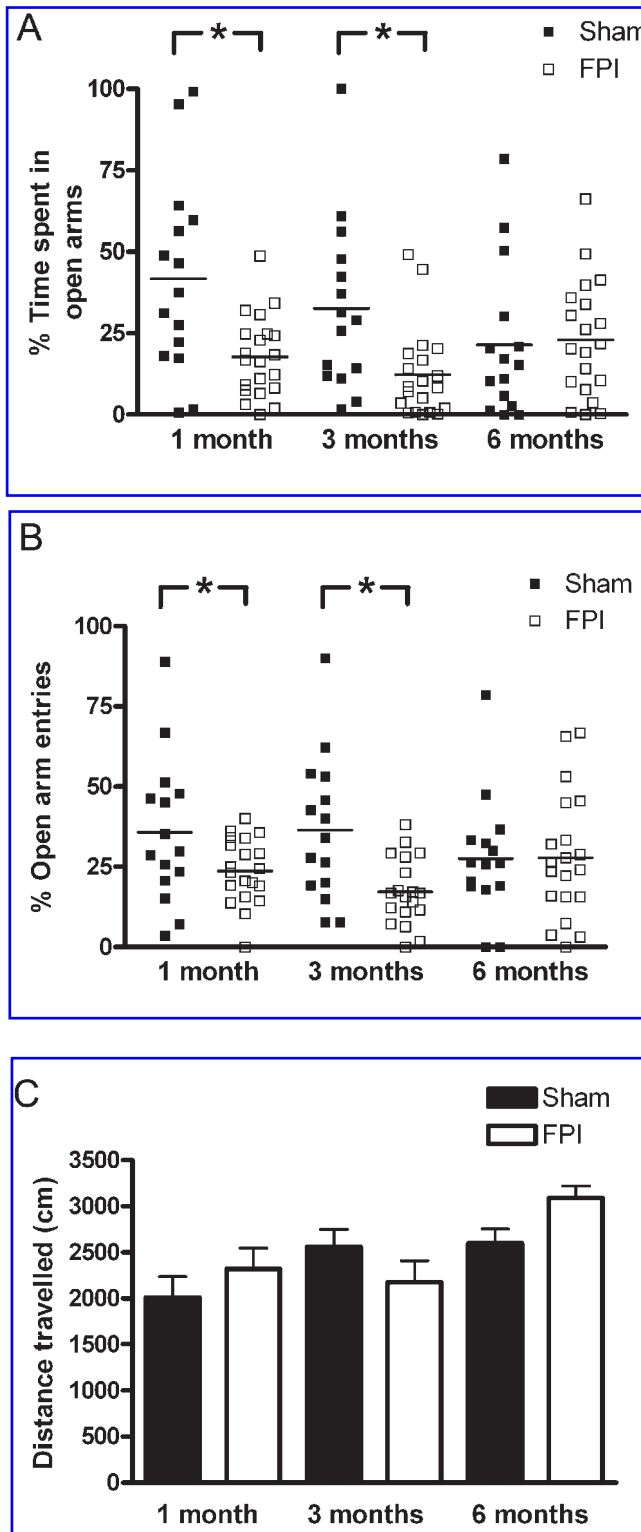 A
*
*
Sham
FPI
100
75
50
25
0
% Time spent in
open arms
1 month
3 months
6 months
B
*
*
Sham
FPI
100
75
50
25
0
% Open arm entries
1 month
3 months
6 months
C
Sham
FPI
3500
3000
2500
2000
1500
1000
500
0
Distance travelled (cm)
1 month
3 months
6 months